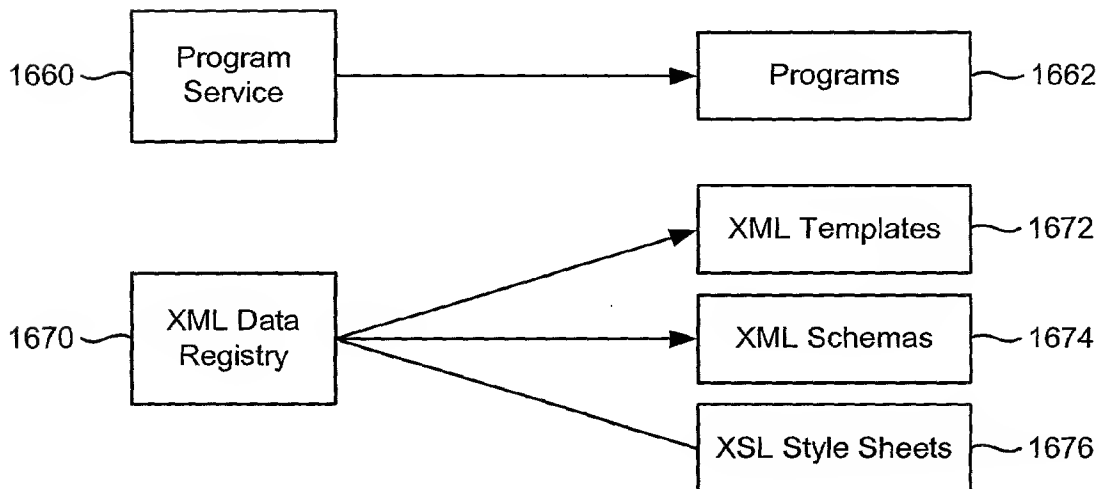 1660
Program
Service
Programs
1662
XML Templates
1672
1670
XML Data
Registry
XML Schemas
1674
XSL Style Sheets
1676